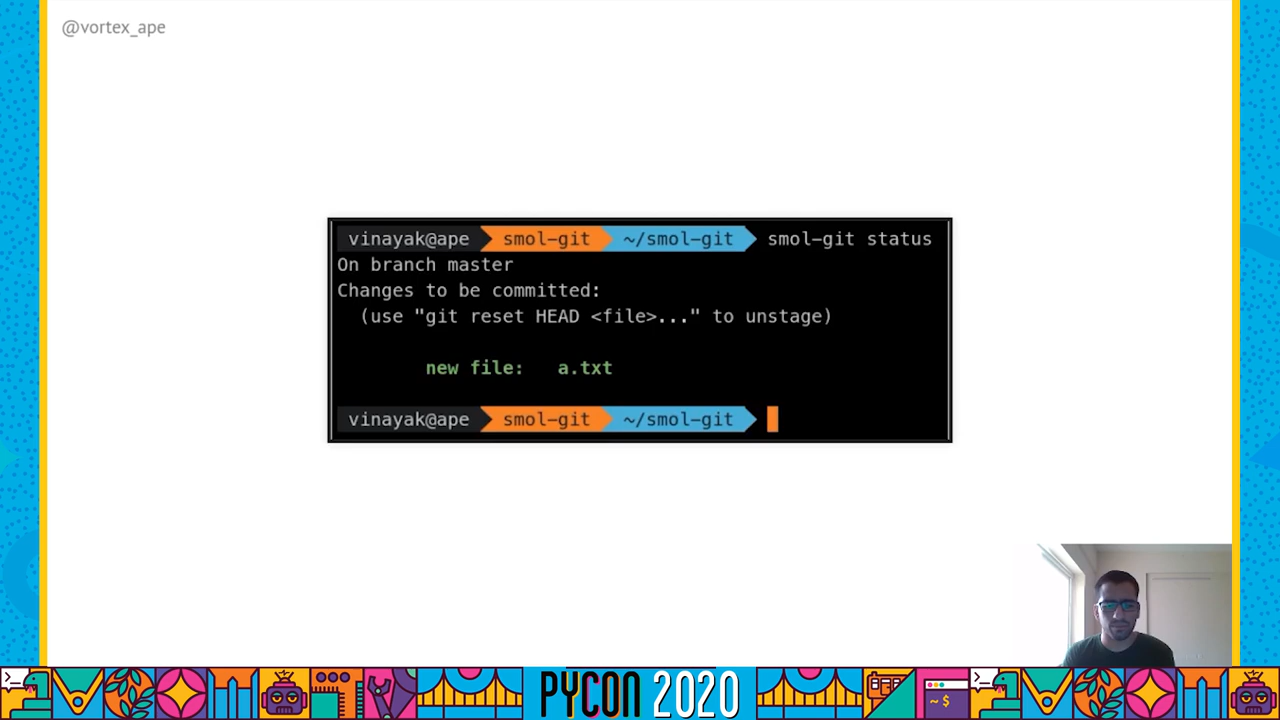 @vortex_ape
vinayak@ape smol-git ~/smol-git smol-git status
On branch master
Changes to be committed:
(use "git reset HEAD <file>..." to unstage)
new file: a.txt
vinayak@ape smol-git ~/smol-git
PYCON 2020
>_
~$
>_